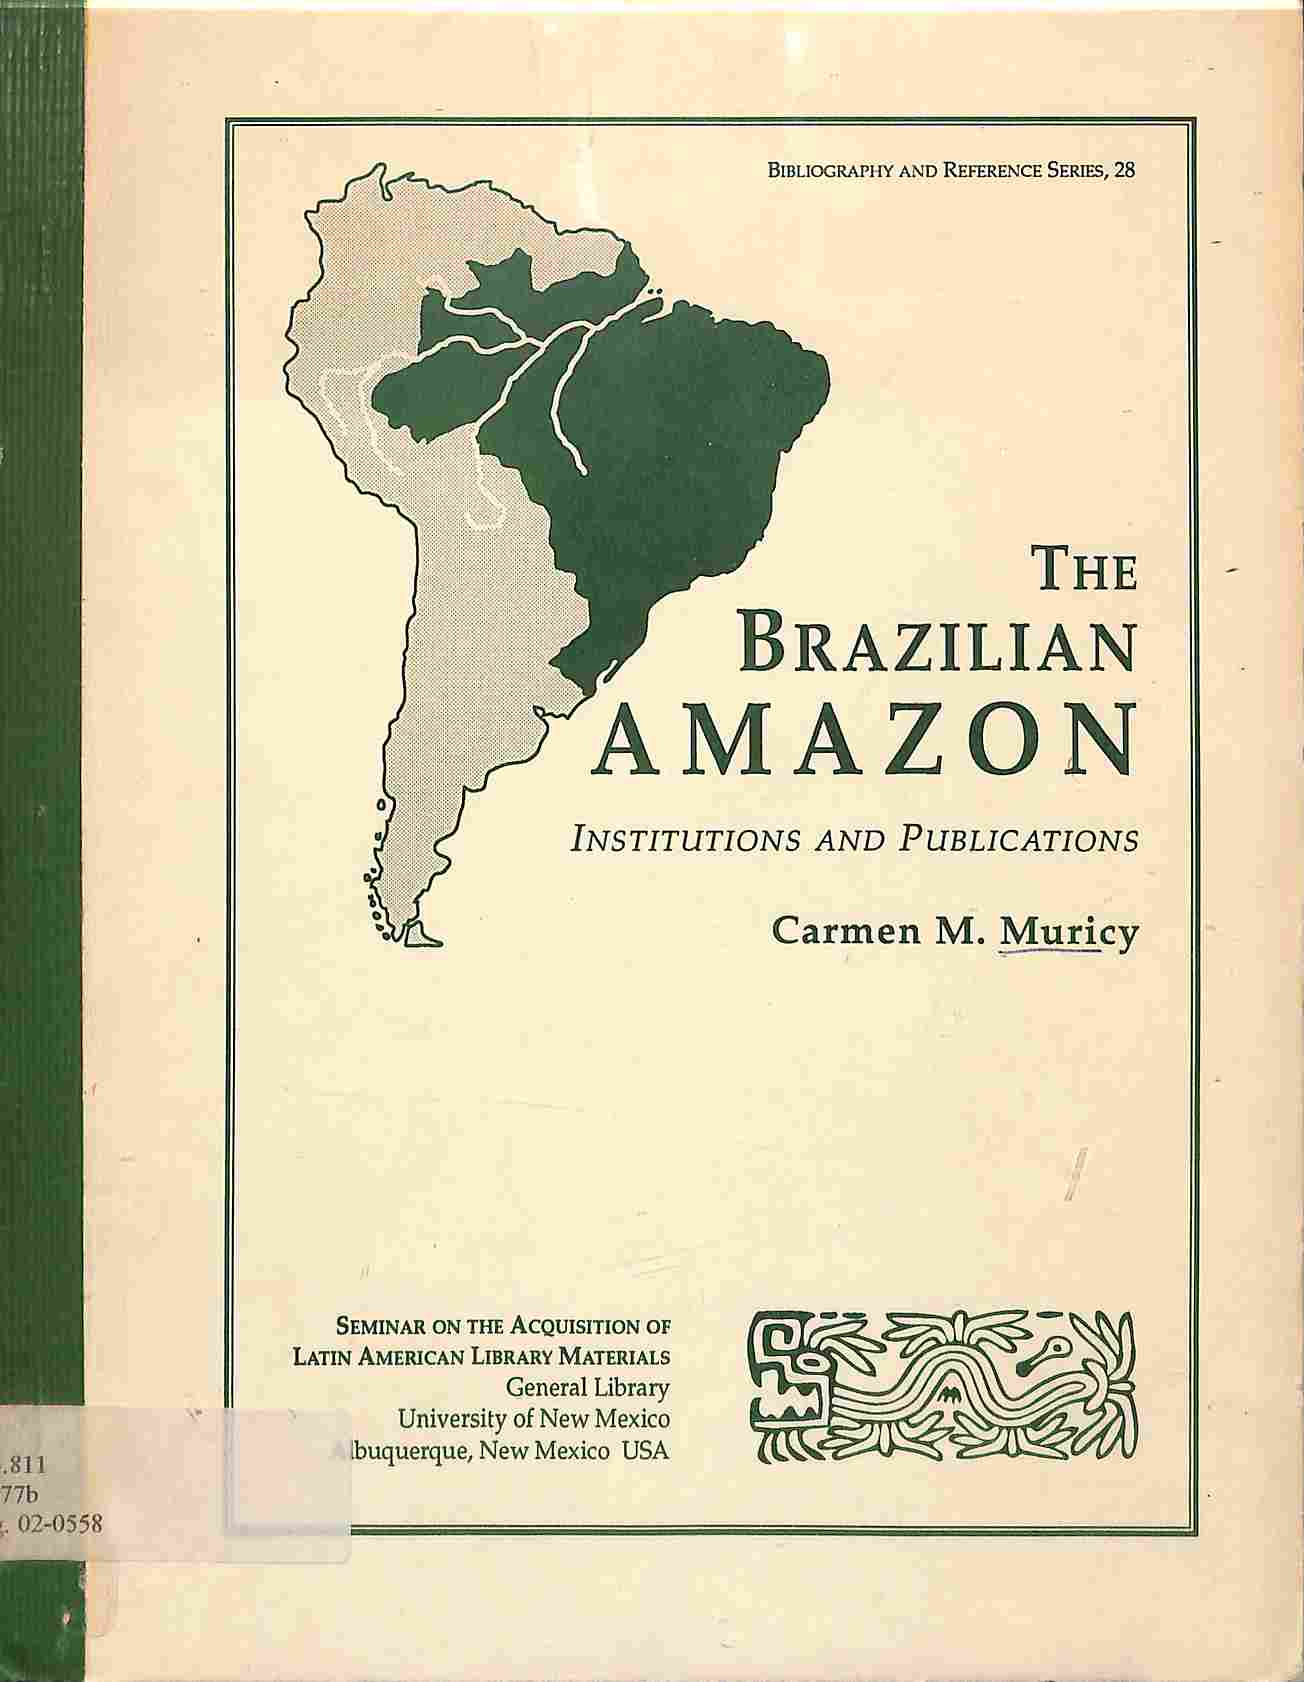 BIBLIOGRAPHY AND REFERENCE SERIES, 28
THE
BRAZILIAN
AMAZON
INSTITUTIONS AND PUBLICATIONS
Carmen M. Muricy
SEMINAR ON THE ACQUISITION OF
LATIN AMERICAN LIBRARY MATERIALS
General Library
University of New Mexico
Albuquerque, New Mexico USA
.811
77b
. 02-0558